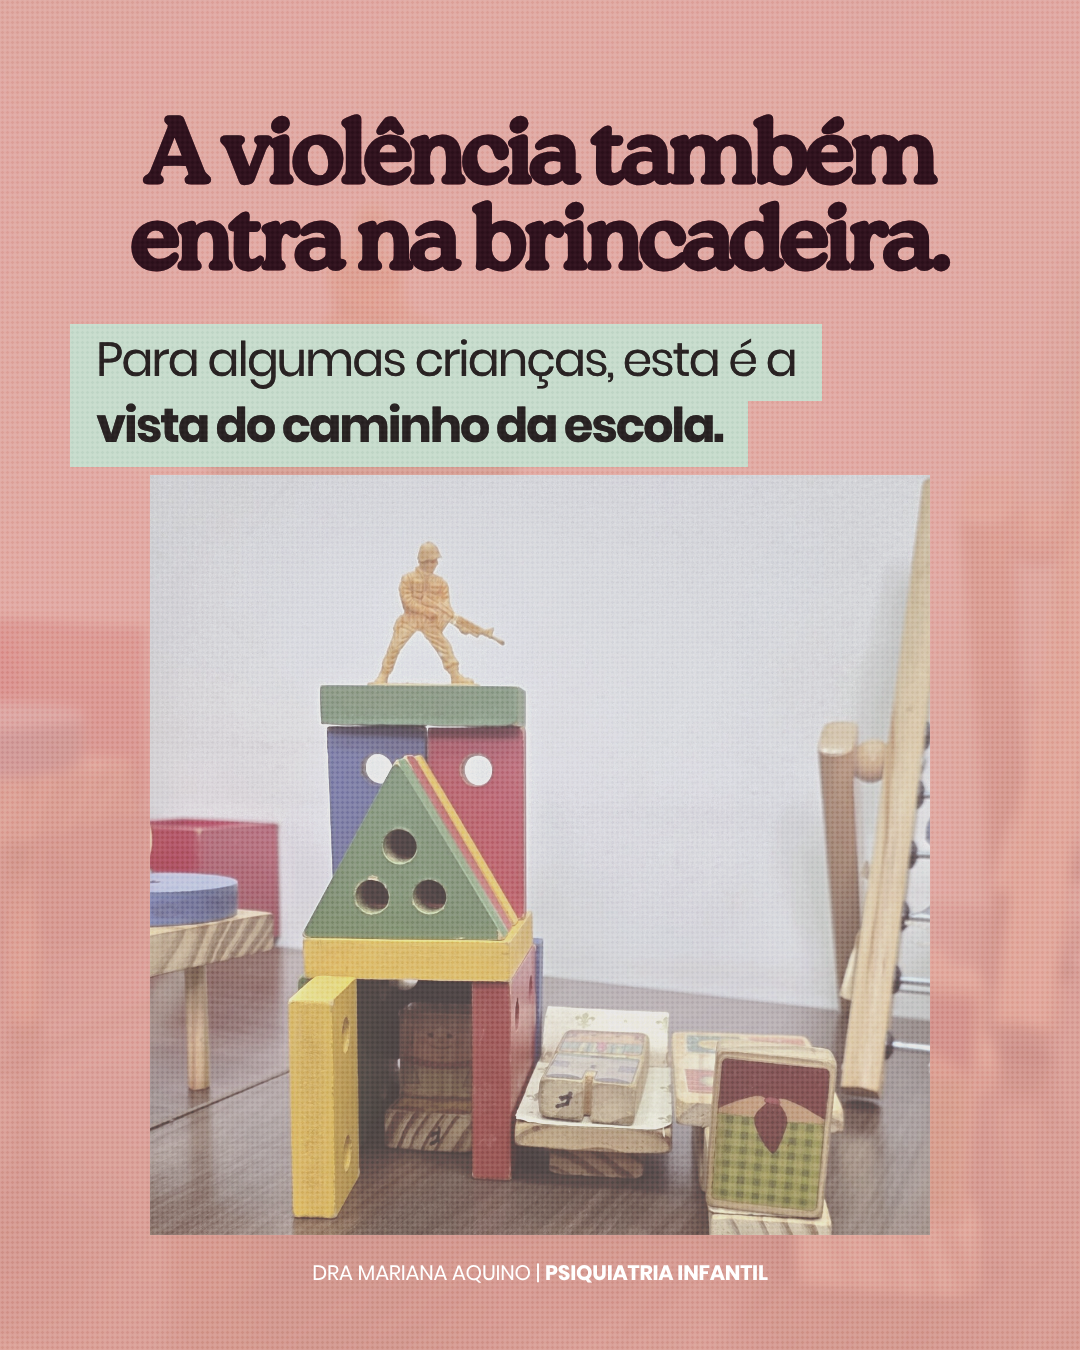 A violência também
entra na brincadeira.
Para algumas crianças, esta é a
vista do caminho da escola.
DRA MARIANA AQUINO | PSIQUIATRIA INFANTIL